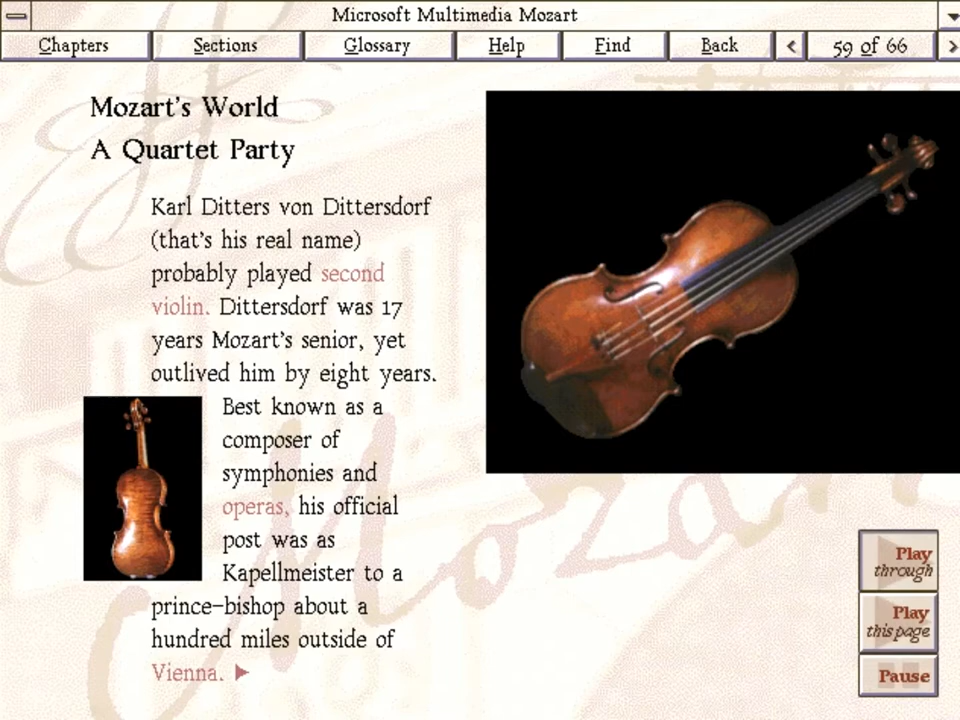 Microsoft Multimedia Mozart
Chapters Sections Glossary Help Find Back < 59 of 66 >
Mozart's World
A Quartet Party
Karl Ditters von Dittersdorf
(that's his real name)
probably played second
violin. Dittersdorf was 17
years Mozart's senior, yet
outlived him by eight years.
Best known as a
composer of
symphonies and
operas, his official
post was as
Kapellmeister to a
prince-bishop about a
hundred miles outside of
Vienna.
Mozart
Play
through
Play
this page
Pause